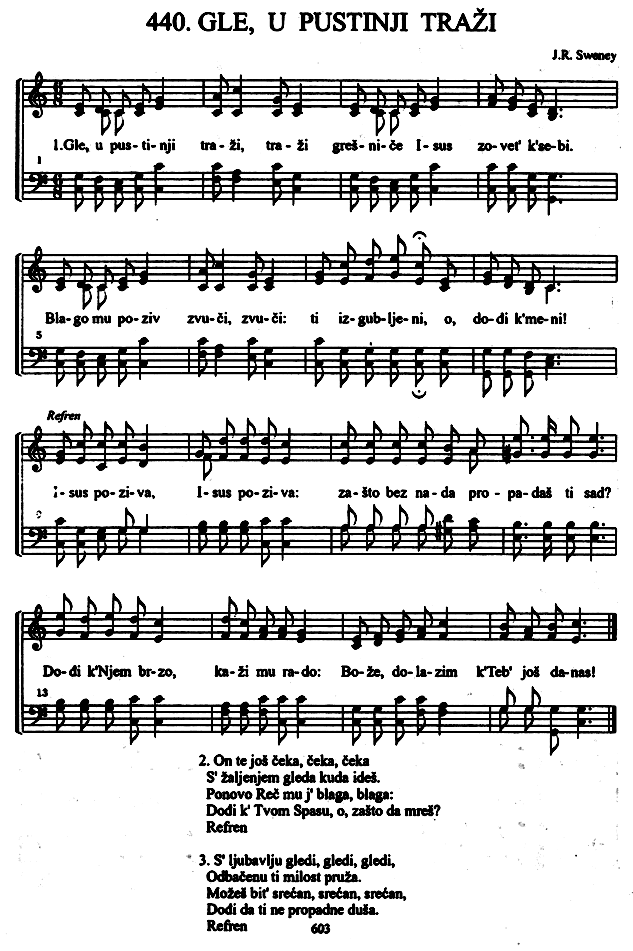 440. GLE, U PUSTINJI TRAŽI
J.R. Sweney
1.Gle, u pus-ti-nji tra-ži, tra-ži greš-ni-če I-sus zo-vet' k'se-bi.
1
Bla-go mu po-ziv zvu-či, zvu-či: ti iz-gub-lje-ni, o, do-đi k'me-ni!
5
Refren
I-sus po-zi-va, I-sus po-zi-va: za-što bez na-da pro-pa-daš ti sad?
9
Do-đi k'Njem br-zo, ka-ži mu ra-do: Bo-že, do-la-zim k'Teb' još da-nas!
13
2. On te još čeka, čeka, čeka
S' žaljenjem gleda kuda ideš.
Ponovo Reč mu j' blaga, blaga:
Dođi k' Tvom Spasu, o, zašto da mreš?
Refren
3. S' ljubavlju gledi, gledi, gledi,
Odbačenu ti milost pruža.
Možeš bit' srećan, srećan, srećan,
Dođi da ti ne propadne duša.
Refren
603